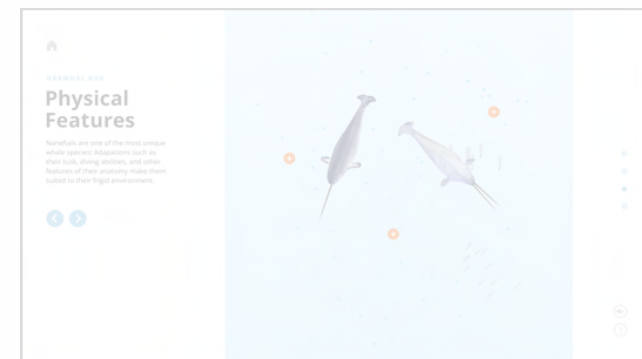 NARWHAL BIO
Physical
Features
Narwhals are one of the most unique
whale species! Adapations such as
their tusk, diving abilities, and other
features of their anatomy make them
suited to their frigid environment.